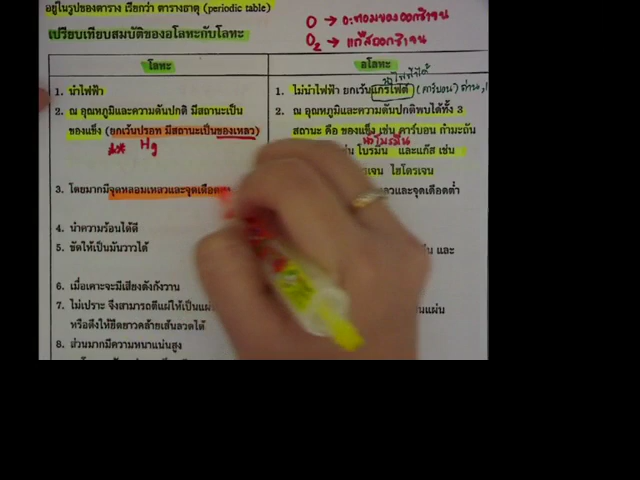 อยู่ในรูปของตาราง เรียกว่า ตารางธาตุ (periodic table)
O → อะตอมของออกซิเจน
O2 → แก๊สออกซิเจน
เปรียบเทียบสมบัติของอโลหะกับโลหะ
โลหะ
1. นำไฟฟ้า
2. ณ อุณหภูมิและความดันปกติ มีสถานะเป็น
ของแข็ง (ยกเว้นปรอท มีสถานะเป็นของเหลว)
Hg
3. โดยมากมีจุดหลอมเหลวและจุดเดือด
4. นำความร้อนได้ดี
5. ขัดให้เป็นมันวาวได้
6. เมื่อเคาะจะมีเสียงดังกังวาน
7. ไม่เปราะ จึงสามารถตีแผ่ให้เป็นแผ่น
หรือดึงให้ยืดยาวคล้ายเส้นลวดได้
8. ส่วนมากมีความหนาแน่นสูง
อโลหะ
นำไฟฟ้าได้
1. ไม่นำไฟฟ้า ยกเว้นแกรไฟต์ (คาร์บอน)
2. ณ อุณหภูมิและความดันปกติพบได้ทั้ง 3
สถานะ คือ ของแข็ง เช่น คาร์บอน กำมะถัน
เช่น โบรมีน และแก๊ส เช่น
ไฮโดรเจน
และจุดเดือดต่ำ
และ